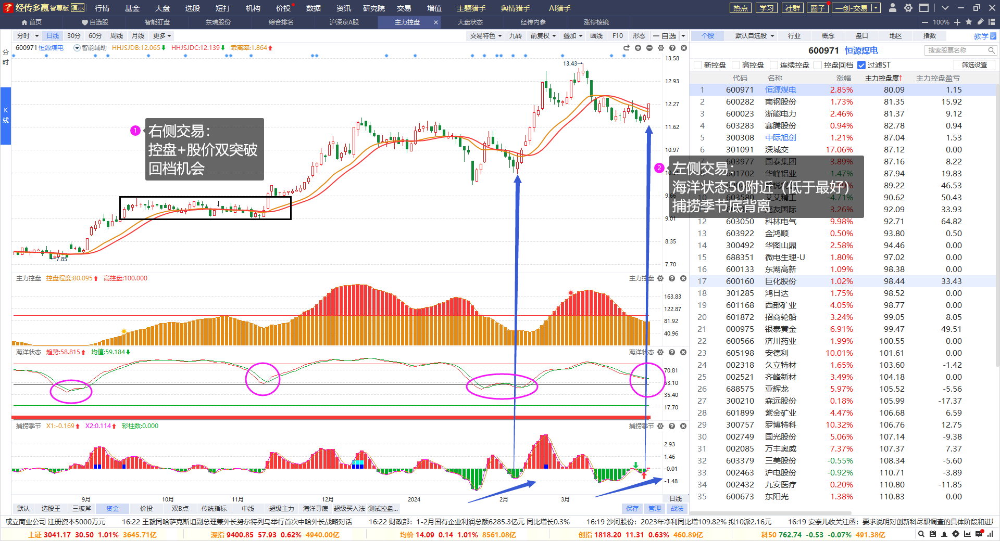 经传多赢 智尊版 演示 行情 基金 大盘 选股 短打 机构 价投 数据 资讯 研究院 交易 增值 主题猎手 舆情猎手 AI猎手 热点 学习 社群 圈子 一创-交易
首页 自选股 智能盯盘 东瑞股份 综合排名 沪深京A股 主力控盘 × 大盘状态 经传内参 涨停棱镜 100%
分时 日线 30分 60分 周线 月线 更多 交易特色 九转 前复权 叠加 画线 F10 形态 一自选 个股 默认自选股 行业 概念 盘口 地区 指数 教学
分时
K线
600971 恒源煤电 智能辅助 HHJSJDB:12.065 HHJSJDC:12.139 乖离率:1.864
600971 恒源煤电 搜索股票名称
新控盘 高控盘 连续控盘 控盘回档 过滤ST 筛选设置
13.58
12.93
12.27
11.62
10.97
9.66
9.01
8.35
7.70
13.43
7.85
1 右侧交易：
控盘+股价双突破
回档机会
2 左侧交易：
海洋状态50附近（低于最好）
捕捞季节底背离
主力控盘 控盘程度:80.095 高控盘:100.000 主力控盘
163.83
122.87
81.92
40.96
海洋状态 趋势:58.815 均值:59.184 海洋状态
70.81
53.10
35.40
17.70
捕捞季节 X1:-0.169 X2:0.114 彩柱数:0.000 捕捞季节
2.93
1.46
-0.01
-1.48
9月 10月 11月 12月 2024 2月 3月 日线
默认 选股王 三板斧 资金 价投 双B点 传统指标 中线 超级主力 海洋寻底 超级买入法 测试控盘... 保存 管理 战法
代码 名称 涨幅 主力控盘度↑ 主力控盘盈亏
1 600971 恒源煤电 2.85% 80.09 1.15
2 600282 南钢股份 1.73% 81.35 15.92
3 600023 浙能电力 2.46% 81.37 9.12
4 603283 赛腾股份 0.94% 82.78 0.94
5 300308 中际旭创 1.21% 87.04 1.53
6 301091 深城交 17.06% 87.12 0.00
7 603977 国泰集团 3.89% 87.16 8.22
8 601702 华峰铝业 -1.47% 87.94 19.83
89.22 46.53
10 603580 艾艾精工 -4.71% 90.62 50.43
嘉友国际 3.26% 92.09 33.93
12 603050 科林电气 9.98% 92.71 64.82
13 603922 金鸿顺 0.50% 93.80 0.50
14 300492 华图山鼎 2.58% 94.46 0.00
15 688351 微电生理-U 1.80% 97.02 0.00
16 600133 东湖高新 1.09% 98.38 0.00
17 600160 巨化股份 1.02% 98.44 33.43
18 301285 鸿日达 1.75% 98.52 0.00
19 601168 西部矿业 4.05% 98.77 0.00
20 601872 招商轮船 3.24% 99.05 8.05
21 000975 银泰黄金 6.91% 99.47 49.51
22 600566 济川药业 1.99% 100.55 0.00
23 605198 安德利 10.01% 101.61 0.00
24 002318 久立特材 1.65% 103.60 -1.42
25 002521 齐峰新材 3.49% 104.18 0.00
26 688575 亚辉龙 5.97% 105.52 -5.56
27 300210 森远股份 0.18% 105.99 -17.37
28 601899 紫金矿业 4.47% 106.68 6.59
29 300757 罗博特科 10.32% 106.76 12.75
30 002749 国光股份 5.06% 107.14 -9.38
31 002085 万丰奥威 7.37% 107.37 7.37
32 603379 三美股份 -0.55% 108.34 -5.60
33 002463 沪电股份 -0.92% 110.71 -3.89
34 002432 九安医疗 0.20% 110.80 -11.85
35 600673 东阳光 1.38% 110.83 0.00
成立商业公司 注册资本5000万元 16:22 王毅同哈萨克斯坦副总理兼外长努尔特列乌举行首次中哈外长战略对话 16:22 财政部：1-2月国有企业利润总额6285.3亿元 同比增长0.3% 16:19 沙河股份：2023年净利同比增109.82% 拟10派2.16元 16:19 安奈儿收关注函：要求说明对创新科尽职调查的具体阶段和进
上证 3041.17 30.50 1.01% 3645.71亿 深指 9400.85 57.93 0.62% 4940.00亿 均价 14.09 0.14 1.01% 8561.08亿 创指 1818.20 11.31 0.63% 460.89亿 科50 762.74 -0.53 -0.07% 491.38亿